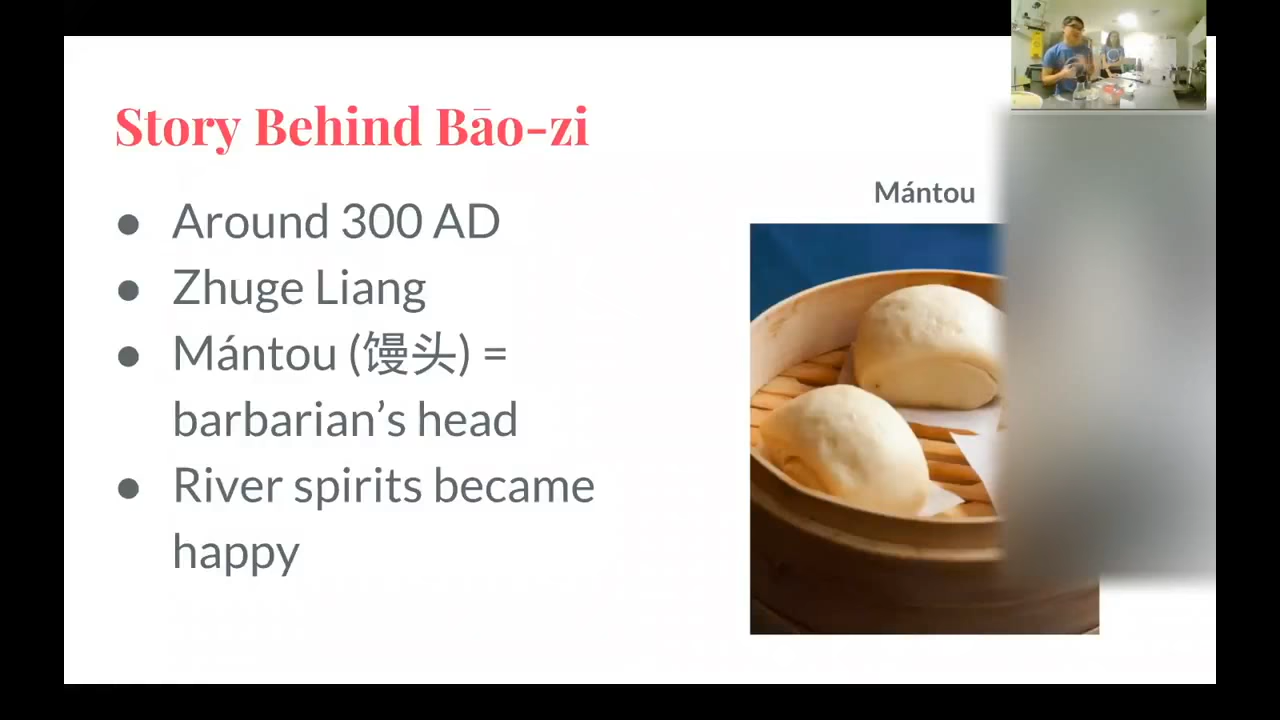 Story Behind Bāo-zi
Around 300 AD
Zhuge Liang
Mántou (馒头) =
barbarian’s head
River spirits became
happy
Mántou